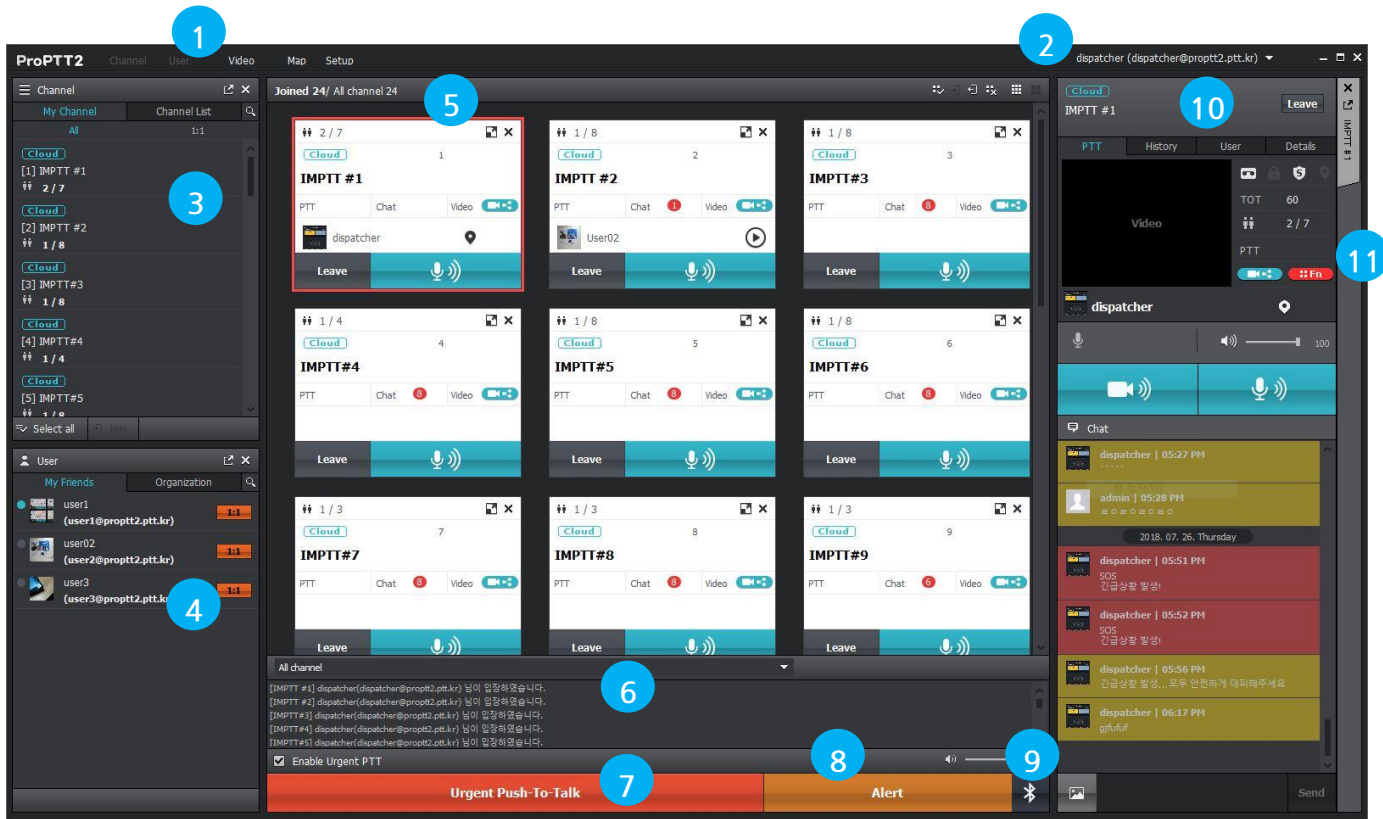 1
2
ProPTT2 Channel User Video Map Setup
dispatcher (dispatcher@proptt2.ptt.kr)
Channel
My Channel Channel List
All 1:1
Cloud
[1] IMPTT #1
2 / 7
Cloud
[2] IMPTT #2
1 / 8
Cloud
[3] IMPTT#3
1 / 8
Cloud
[4] IMPTT#4
1 / 4
Cloud
[5] IMPTT#5
1 / 8
3
Select all Join
User
My Friends Organization
user1
(user1@proptt2.ptt.kr)
1:1
user02
(user2@proptt2.ptt.kr)
1:1
user3
(user3@proptt2.ptt.kr
1:1
4
Joined 24/ All channel 24
5
2 / 7
Cloud 1
IMPTT #1
PTT Chat Video
dispatcher
Leave
1 / 8
Cloud 2
IMPTT #2
PTT Chat 1 Video
User02
Leave
1 / 8
Cloud 3
IMPTT#3
PTT Chat 8 Video
Leave
1 / 4
Cloud 4
IMPTT#4
PTT Chat 8 Video
Leave
1 / 8
Cloud 5
IMPTT#5
PTT Chat 8 Video
Leave
1 / 8
Cloud 6
IMPTT#6
PTT Chat 8 Video
Leave
1 / 3
Cloud 7
IMPTT#7
PTT Chat 8 Video
Leave
1 / 3
Cloud 8
IMPTT#8
PTT Chat 8 Video
Leave
1 / 3
Cloud 9
IMPTT#9
PTT Chat 6 Video
Leave
All channel
6
[IMPTT #1] dispatcher(dispatcher@proptt2.ptt.kr) 님이 입장하였습니다.
[IMPTT #2] dispatcher(dispatcher@proptt2.ptt.kr) 님이 입장하였습니다.
[IMPTT#3] dispatcher(dispatcher@proptt2.ptt.kr) 님이 입장하였습니다.
[IMPTT#4] dispatcher(dispatcher@proptt2.ptt.kr) 님이 입장하였습니다.
[IMPTT#5] dispatcher(dispatcher@proptt2.ptt.kr) 님이 입장하였습니다.
Enable Urgent PTT
7
8
9
Urgent Push-To-Talk
Alert
Cloud
IMPTT #1
10
Leave
IMPTT #1
PTT History User Details
Video
TOT 60
2 / 7
PTT
Fn
11
dispatcher
100
Chat
dispatcher | 05:27 PM
.....
admin | 05:28 PM
ㄹㅇㄹㅇㄹㅇㄹㅇ
2018. 07. 26. Thursday
dispatcher | 05:51 PM
SOS
긴급상황 발생!
dispatcher | 05:52 PM
SOS
긴급상황 발생!
dispatcher | 05:56 PM
긴급상황 발생...모두 안전하게 대피해주세요
dispatcher | 06:17 PM
gjfufuf
Send